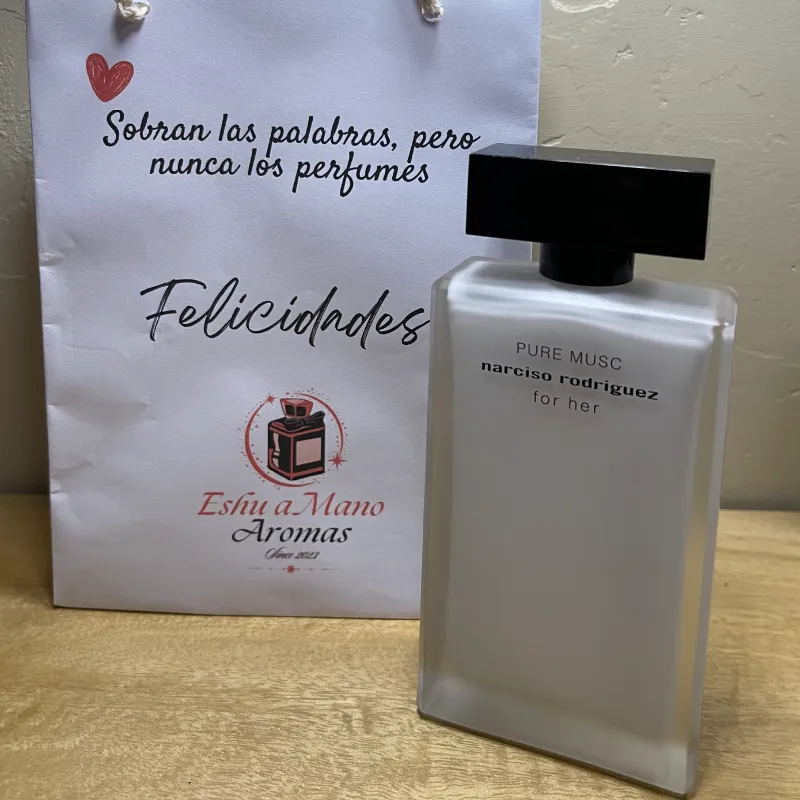 Sobran las palabras, pero
nunca los perfumes
Felicidades
Eshu a Mano
Aromas
Since 2023
PURE MUSC
narciso rodriguez
for her